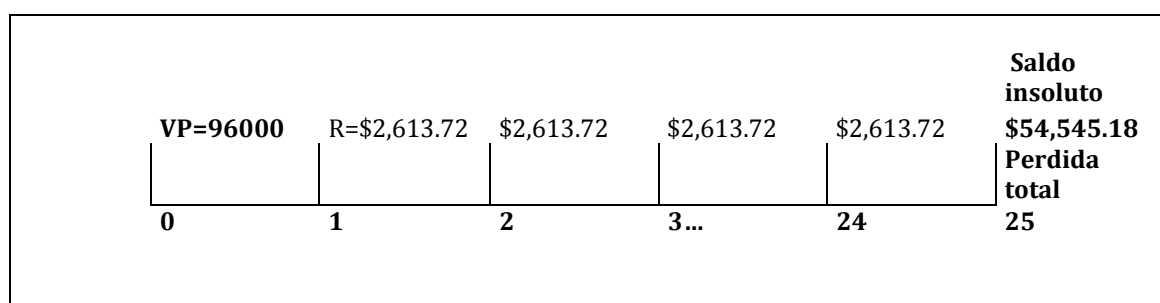 Saldo
insoluto
VP=96000 R=$2,613.72 $2,613.72 $2,613.72 $2,613.72 $54,545.18
Perdida
total
0 1 2 3... 24 25